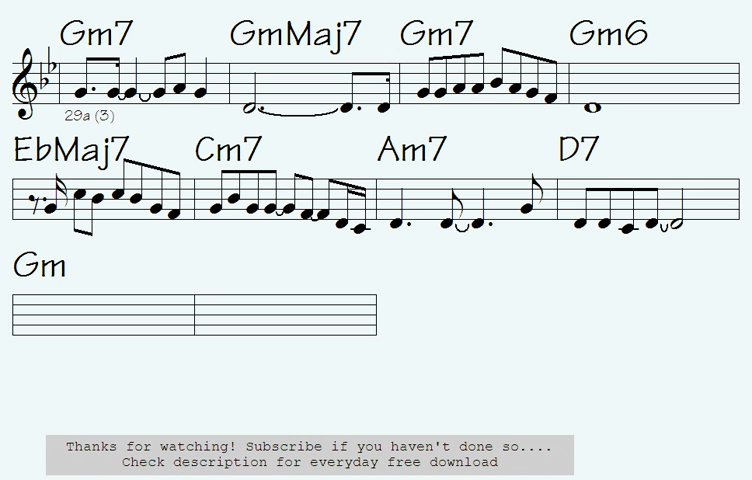 Gm7 GmMaj7 Gm7 Gm6
29a (3)
EbMaj7 Cm7 Am7 D7
Gm
Thanks for watching! Subscribe if you haven't done so....
Check description for everyday free download